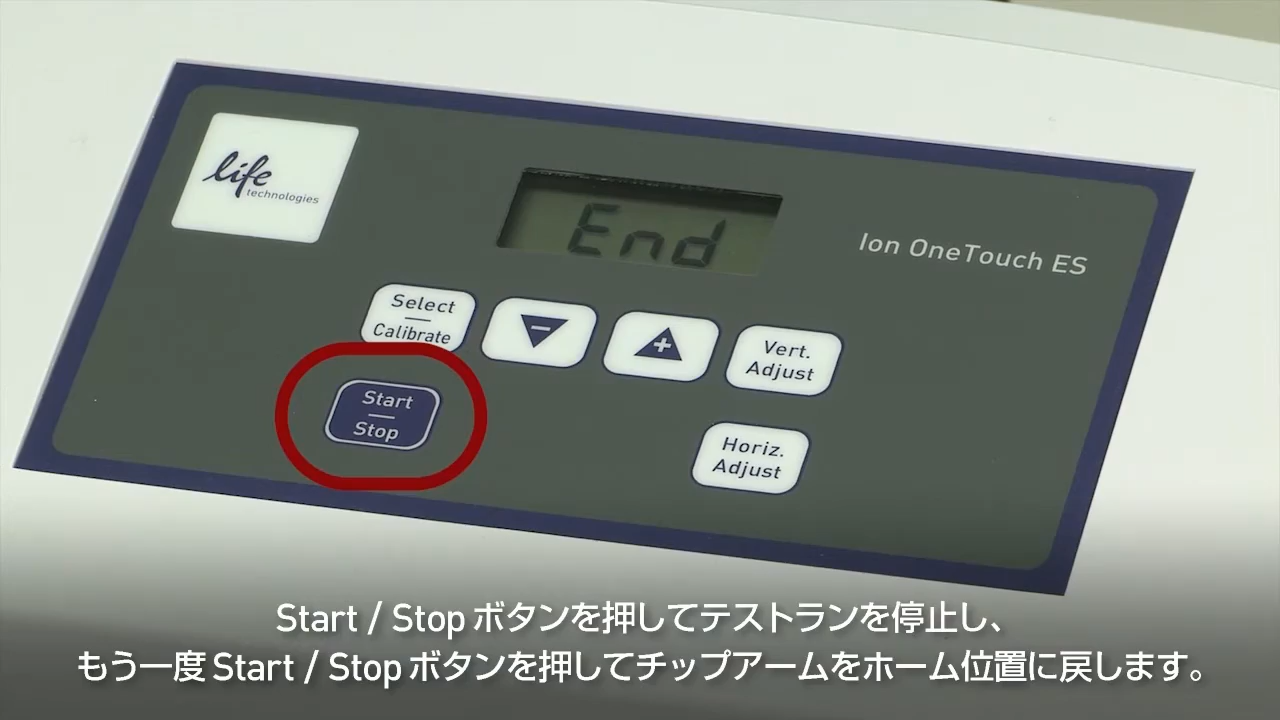 life
technologies
End
Ion OneTouch ES
Select
Calibrate
−
+
Vert.
Adjust
Start
Stop
Horiz.
Adjust
Start / Stop ボタンを押してテストランを停止し、
もう一度 Start / Stop ボタンを押してチップアームをホーム位置に戻します。